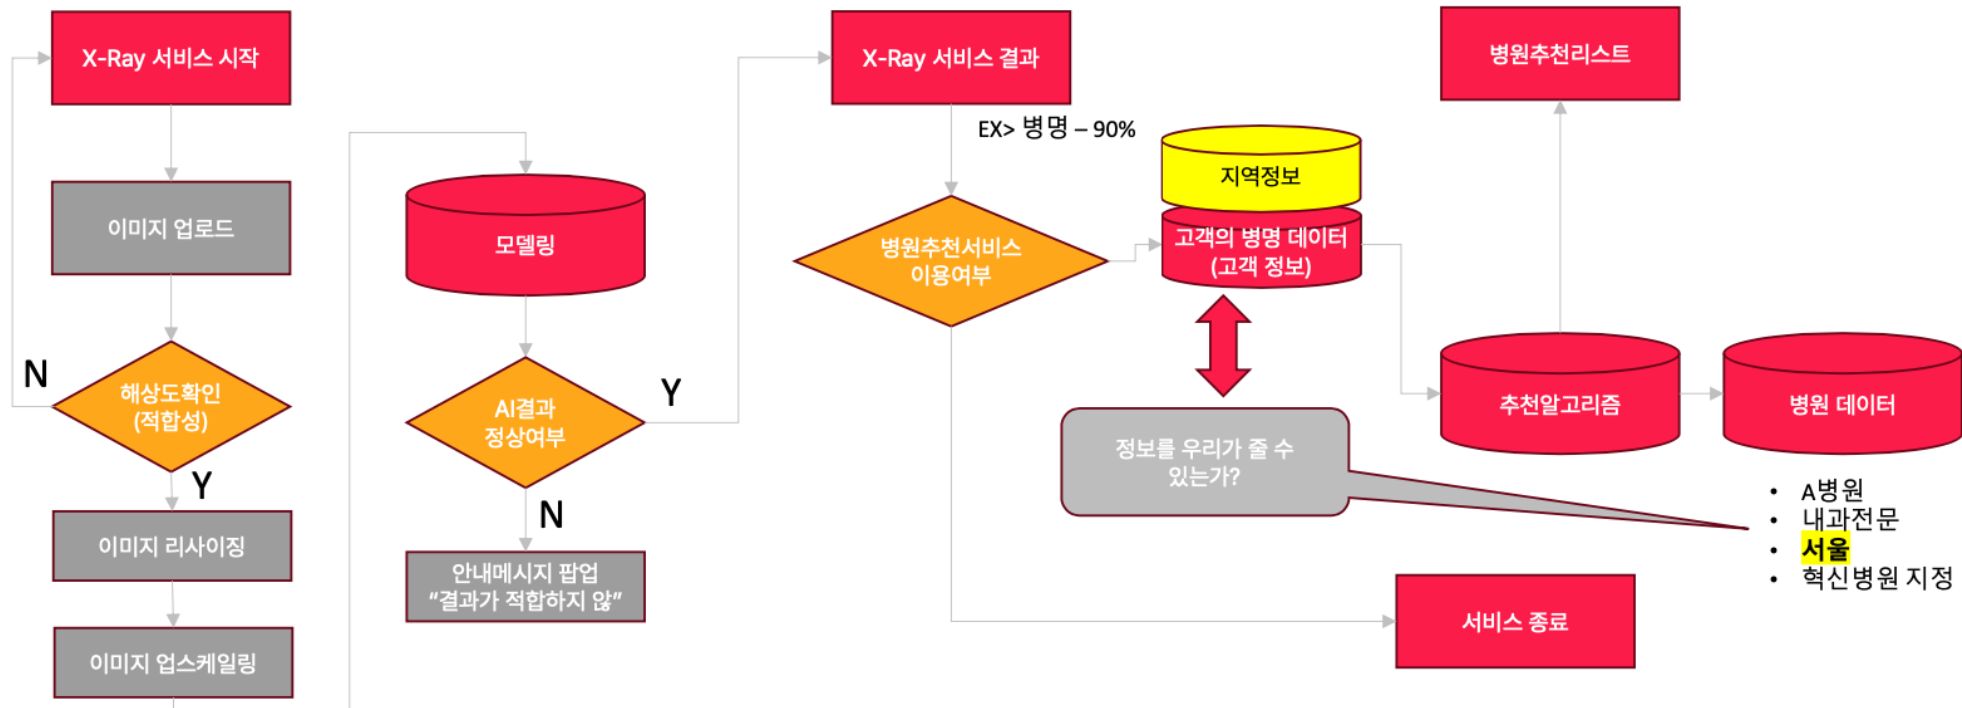 X-Ray 서비스 시작
이미지 업로드
해상도확인
(적합성)
N
Y
이미지 리사이징
이미지 업스케일링
모델링
AI결과
정상여부
Y
N
안내메시지 팝업
“결과가 적합하지 않”
X-Ray 서비스 결과
EX> 병명 – 90%
병원추천서비스
이용여부
지역정보
고객의 병명 데이터
(고객 정보)
정보를 우리가 줄 수
있는가?
병원추천리스트
추천알고리즘
병원 데이터
• A병원
• 내과전문
• 서울
• 혁신병원 지정
서비스 종료